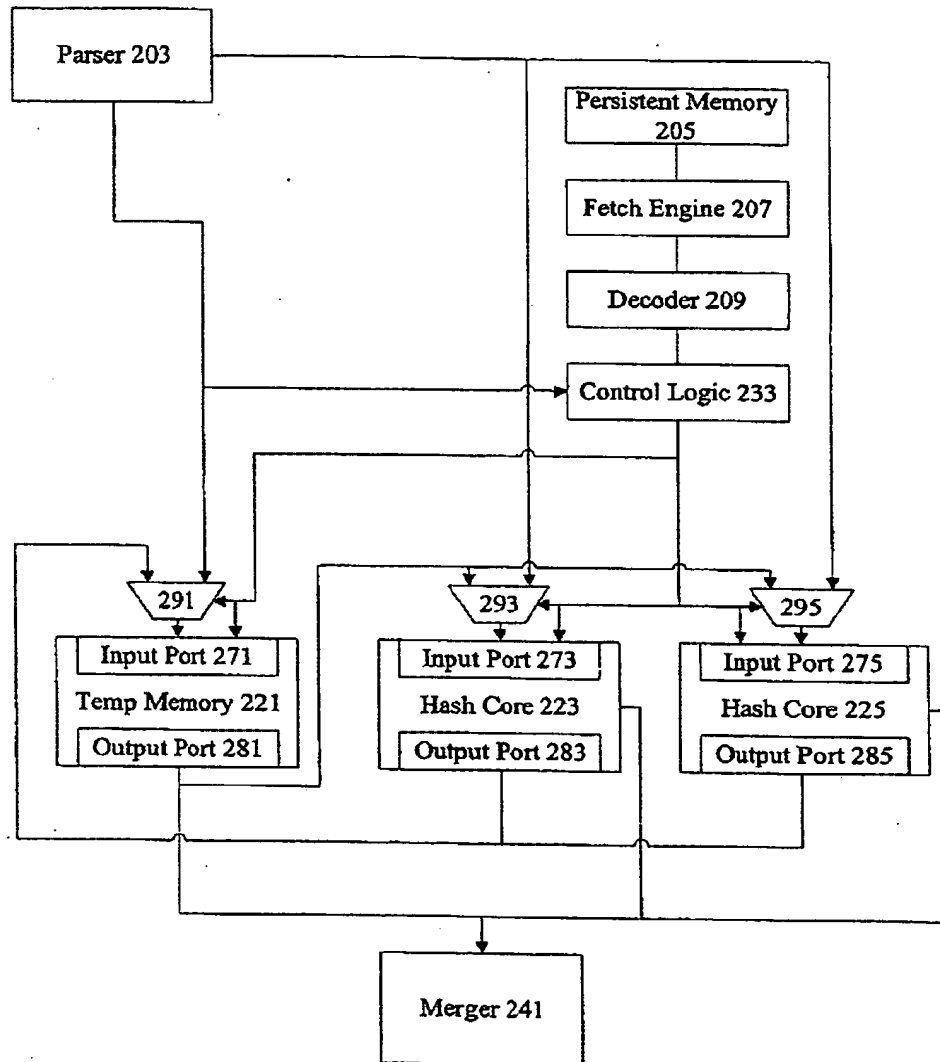 Parser 203
Persistent Memory
205
Fetch Engine 207
Decoder 209
Control Logic 233
291
293
295
Input Port 271
Temp Memory 221
Output Port 281
Input Port 273
Hash Core 223
Output Port 283
Input Port 275
Hash Core 225
Output Port 285
Merger 241